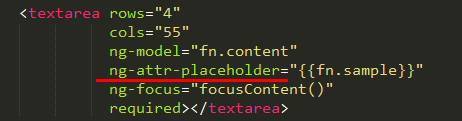 <textarea rows="4"
cols="55"
ng-model="fn.content"
ng-attr-placeholder="{{fn.sample}}"
ng-focus="focusContent()"
required></textarea>